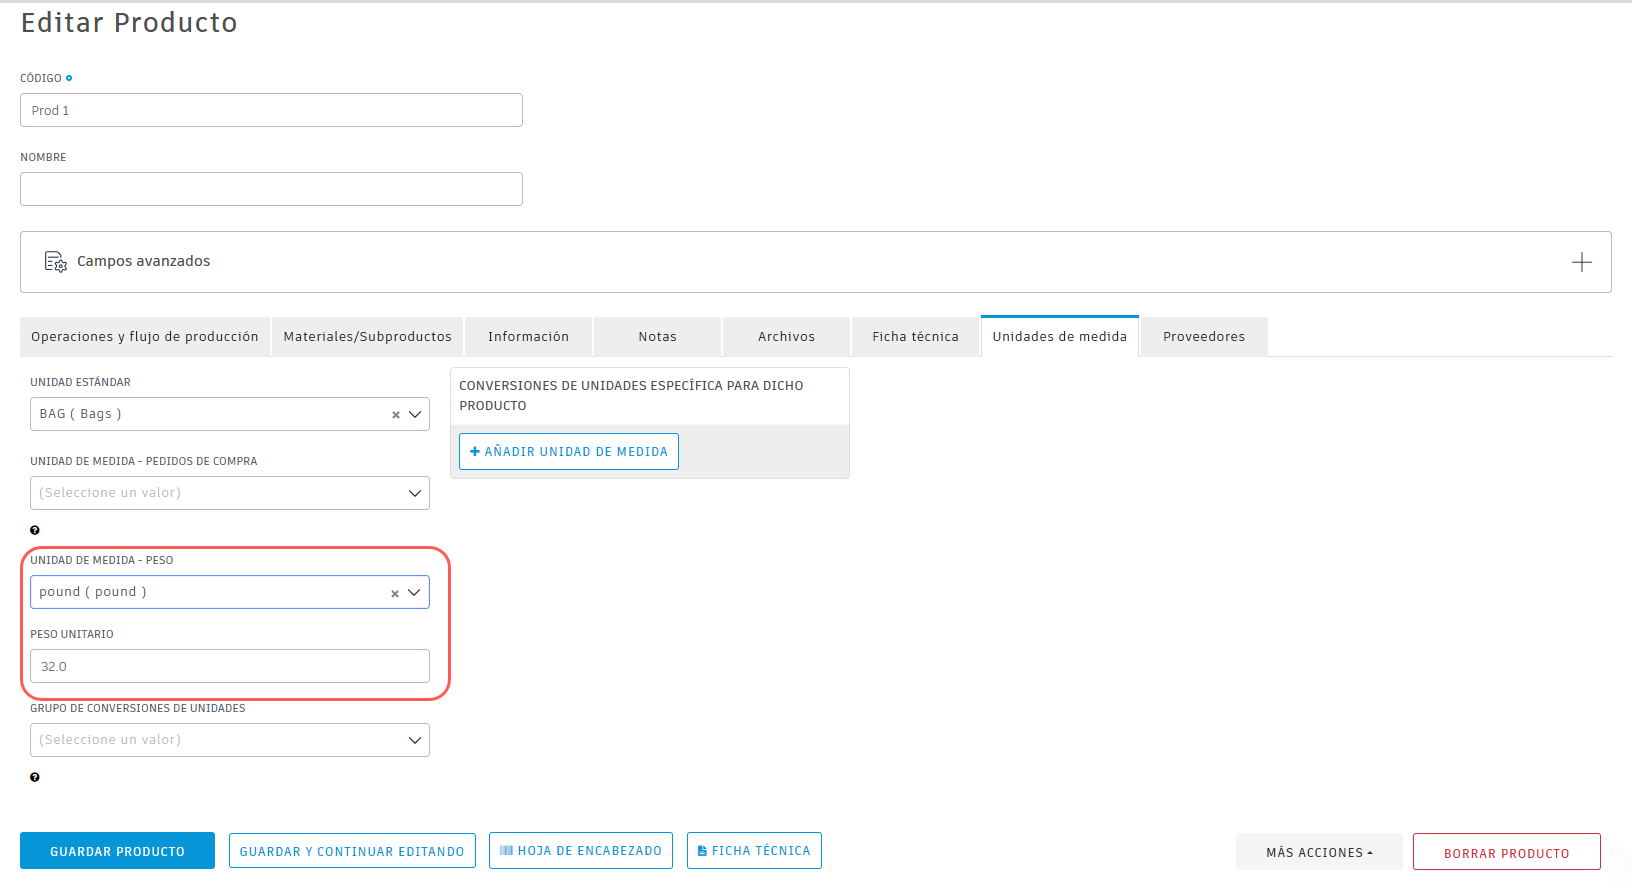 Editar Producto
CÓDIGO
Prod 1
NOMBRE
Campos avanzados
Operaciones y flujo de producción
Materiales/Subproductos
Información
Notas
Archivos
Ficha técnica
Unidades de medida
Proveedores
UNIDAD ESTÁNDAR
BAG ( Bags )
UNIDAD DE MEDIDA - PEDIDOS DE COMPRA
(Seleccione un valor)
UNIDAD DE MEDIDA - PESO
pound ( pound )
PESO UNITARIO
32.0
GRUPO DE CONVERSIONES DE UNIDADES
(Seleccione un valor)
CONVERSIONES DE UNIDADES ESPECÍFICA PARA DICHO
PRODUCTO
+ AÑADIR UNIDAD DE MEDIDA
GUARDAR PRODUCTO
GUARDAR Y CONTINUAR EDITANDO
HOJA DE ENCABEZADO
FICHA TÉCNICA
MÁS ACCIONES
BORRAR PRODUCTO